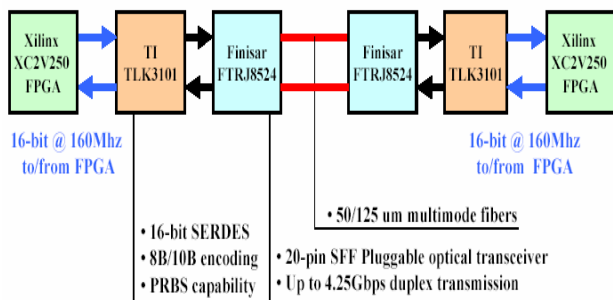 Xilinx
XC2V250
FPGA
TI
TLK3101
Finisar
FTRJ8524
Finisar
FTRJ8524
TI
TLK3101
Xilinx
XC2V250
FPGA
16-bit @ 160Mhz
to/from FPGA
16-bit @ 160Mhz
to/from FPGA
• 50/125 um multimode fibers
• 16-bit SERDES
• 8B/10B encoding
• PRBS capability
• 20-pin SFF Pluggable optical transceiver
• Up to 4.25Gbps duplex transmission